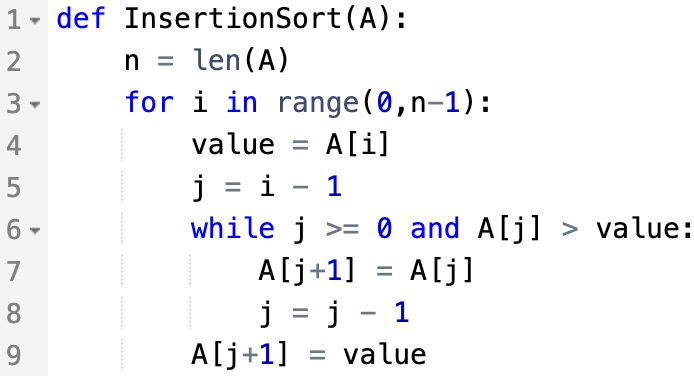 1 def InsertionSort(A):
2     n = len(A)
3     for i in range(0,n-1):
4         value = A[i]
5         j = i - 1
6         while j >= 0 and A[j] > value:
7             A[j+1] = A[j]
8             j = j - 1
9         A[j+1] = value